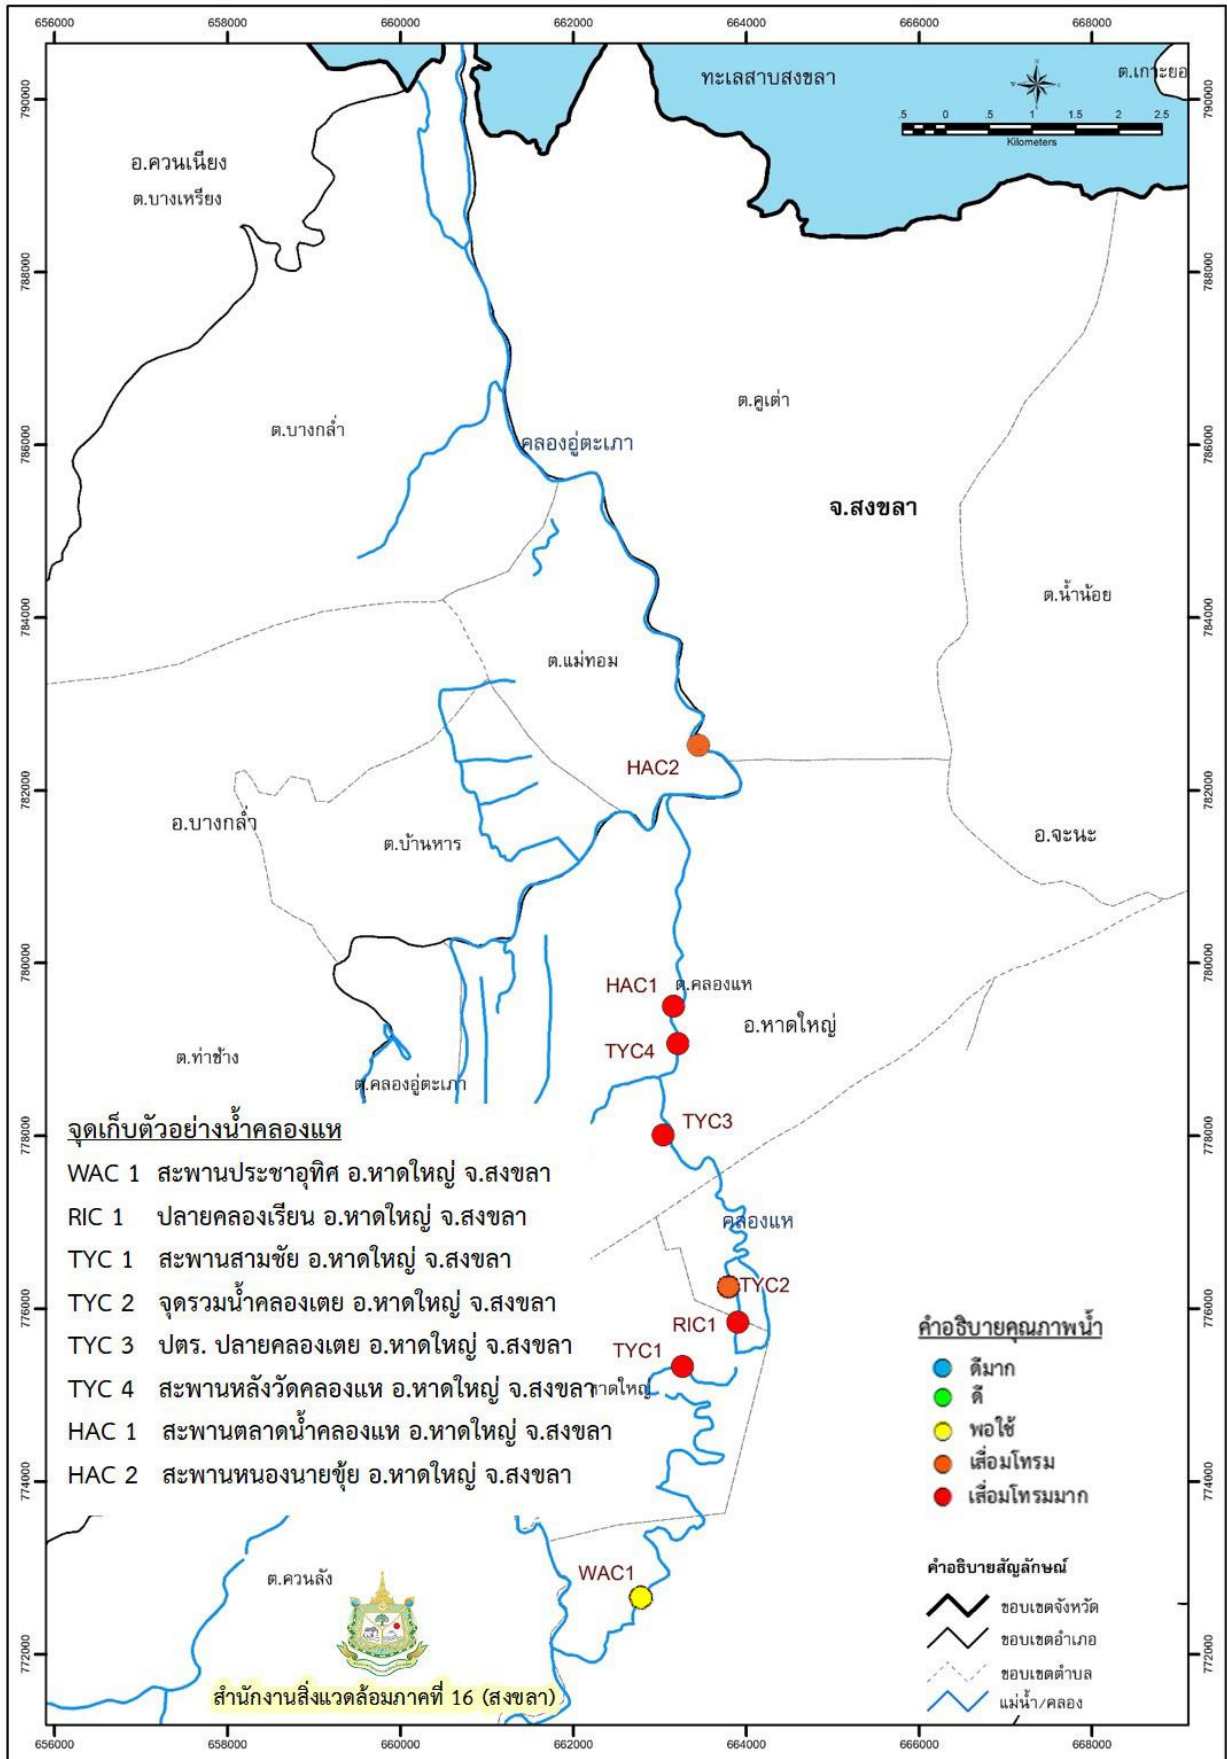 656000 658000 660000 662000 664000 666000 668000
790000 790000
ทะเลสาบสงขลา
ต.เกาะยอ
.5 0 .5 1 1.5 2 2.5
Kilometers
อ.ควนเนียง
ต.บางเหรียง
788000 788000
ต.คูเต่า
ต.บางกล่ำ
786000 786000
คลองอู่ตะเภา
จ.สงขลา
ต.น้ำน้อย
784000 784000
ต.แม่ทอม
HAC2
782000 782000
อ.บางกล่ำ
ต.บ้านหาร
อ.จะนะ
780000 780000
HAC1
ต.คลองแห
อ.หาดใหญ่
TYC4
ต.ท่าช้าง
ต.คลองอู่ตะเภา
TYC3
778000 778000
จุดเก็บตัวอย่างน้ำคลองแห
WAC 1 สะพานประชาอุทิศ อ.หาดใหญ่ จ.สงขลา
RIC 1 ปลายคลองเรียน อ.หาดใหญ่ จ.สงขลา
TYC 1 สะพานสามชัย อ.หาดใหญ่ จ.สงขลา
TYC 2 จุดรวมน้ำคลองเตย อ.หาดใหญ่ จ.สงขลา
TYC 3 ปตร. ปลายคลองเตย อ.หาดใหญ่ จ.สงขลา
TYC 4 สะพานหลังวัดคลองแห อ.หาดใหญ่ จ.สงขลา
HAC 1 สะพานตลาดน้ำคลองแห อ.หาดใหญ่ จ.สงขลา
HAC 2 สะพานหนองนายขุ้ย อ.หาดใหญ่ จ.สงขลา
คลองแห
TYC2
776000 776000
RIC1
TYC1
หาดใหญ่
คำอธิบายคุณภาพน้ำ
ดีมาก
ดี
พอใช้
เสื่อมโทรม
เสื่อมโทรมมาก
774000 774000
WAC1
ต.ควนลัง
คำอธิบายสัญลักษณ์
ขอบเขตจังหวัด
ขอบเขตอำเภอ
ขอบเขตตำบล
แม่น้ำ/คลอง
772000 772000
สำนักงานสิ่งแวดล้อมภาคที่ 16 (สงขลา)
656000 658000 660000 662000 664000 666000 668000